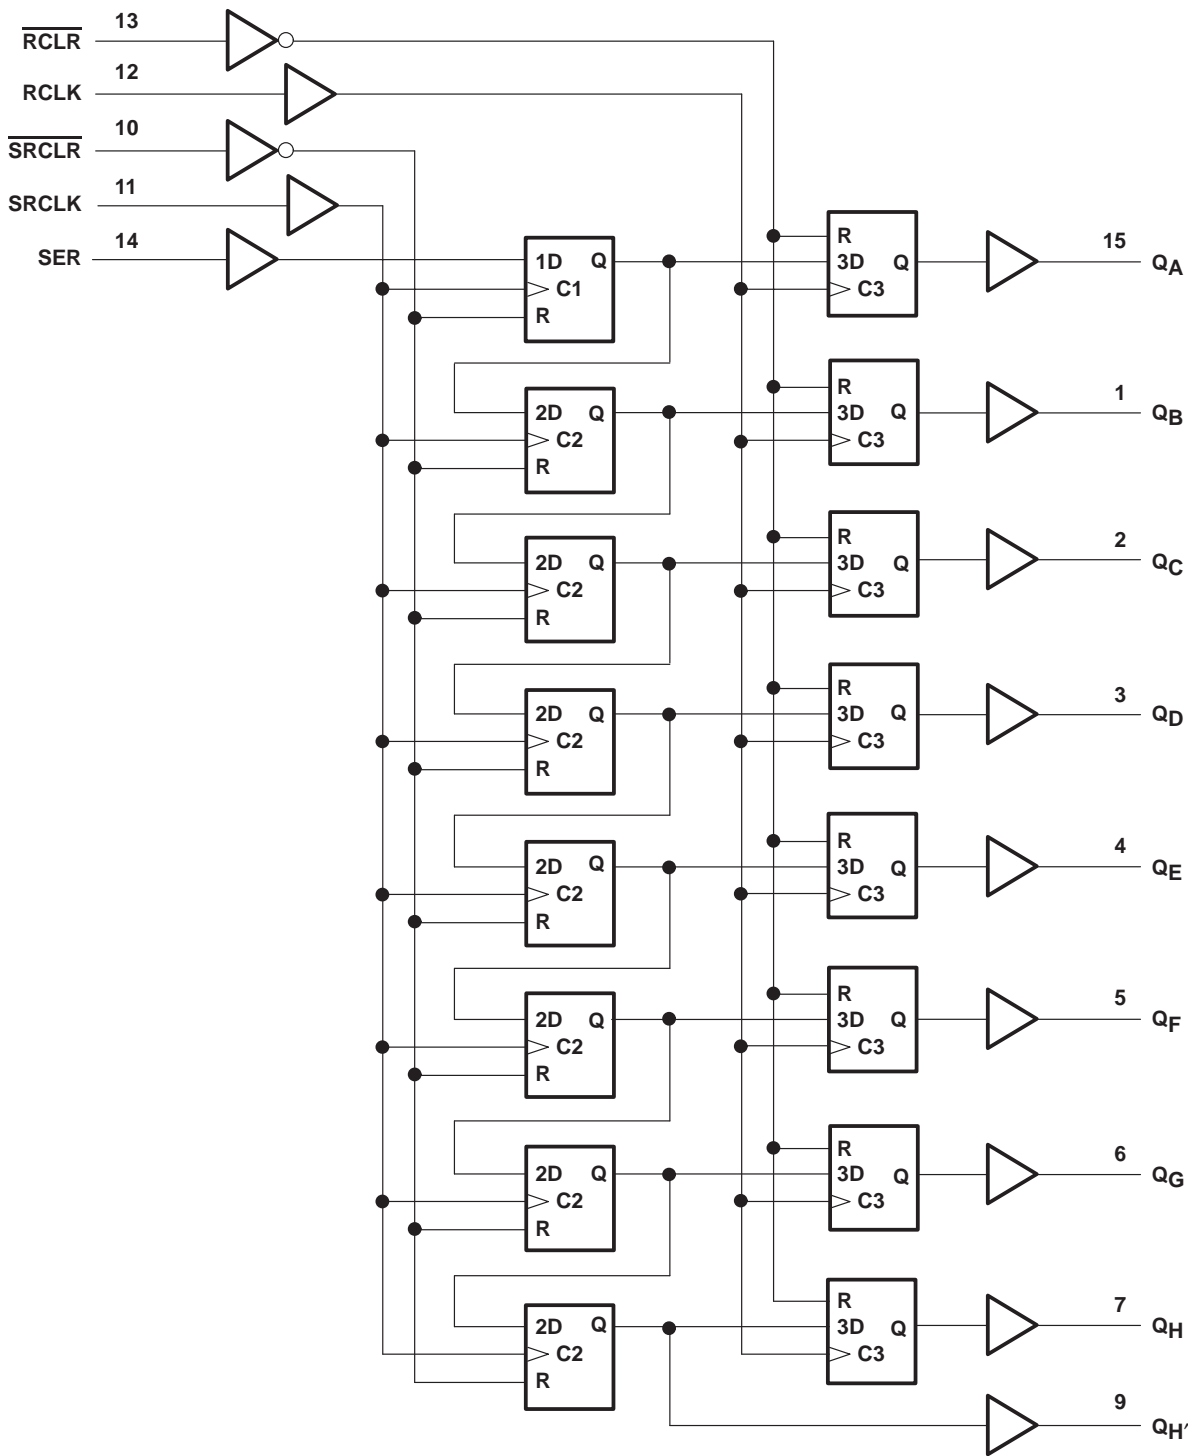 R̅C̅L̅R̅ 13
RCLK 12
S̅R̅C̅L̅R̅ 10
SRCLK 11
SER 14
1D Q
C1
R
R
3D Q
C3
15 QA
2D Q
C2
R
R
3D Q
C3
1 QB
2D Q
C2
R
R
3D Q
C3
2 QC
2D Q
C2
R
R
3D Q
C3
3 QD
2D Q
C2
R
R
3D Q
C3
4 QE
2D Q
C2
R
R
3D Q
C3
5 QF
2D Q
C2
R
R
3D Q
C3
6 QG
2D Q
C2
R
R
3D Q
C3
7 QH
9 QH′